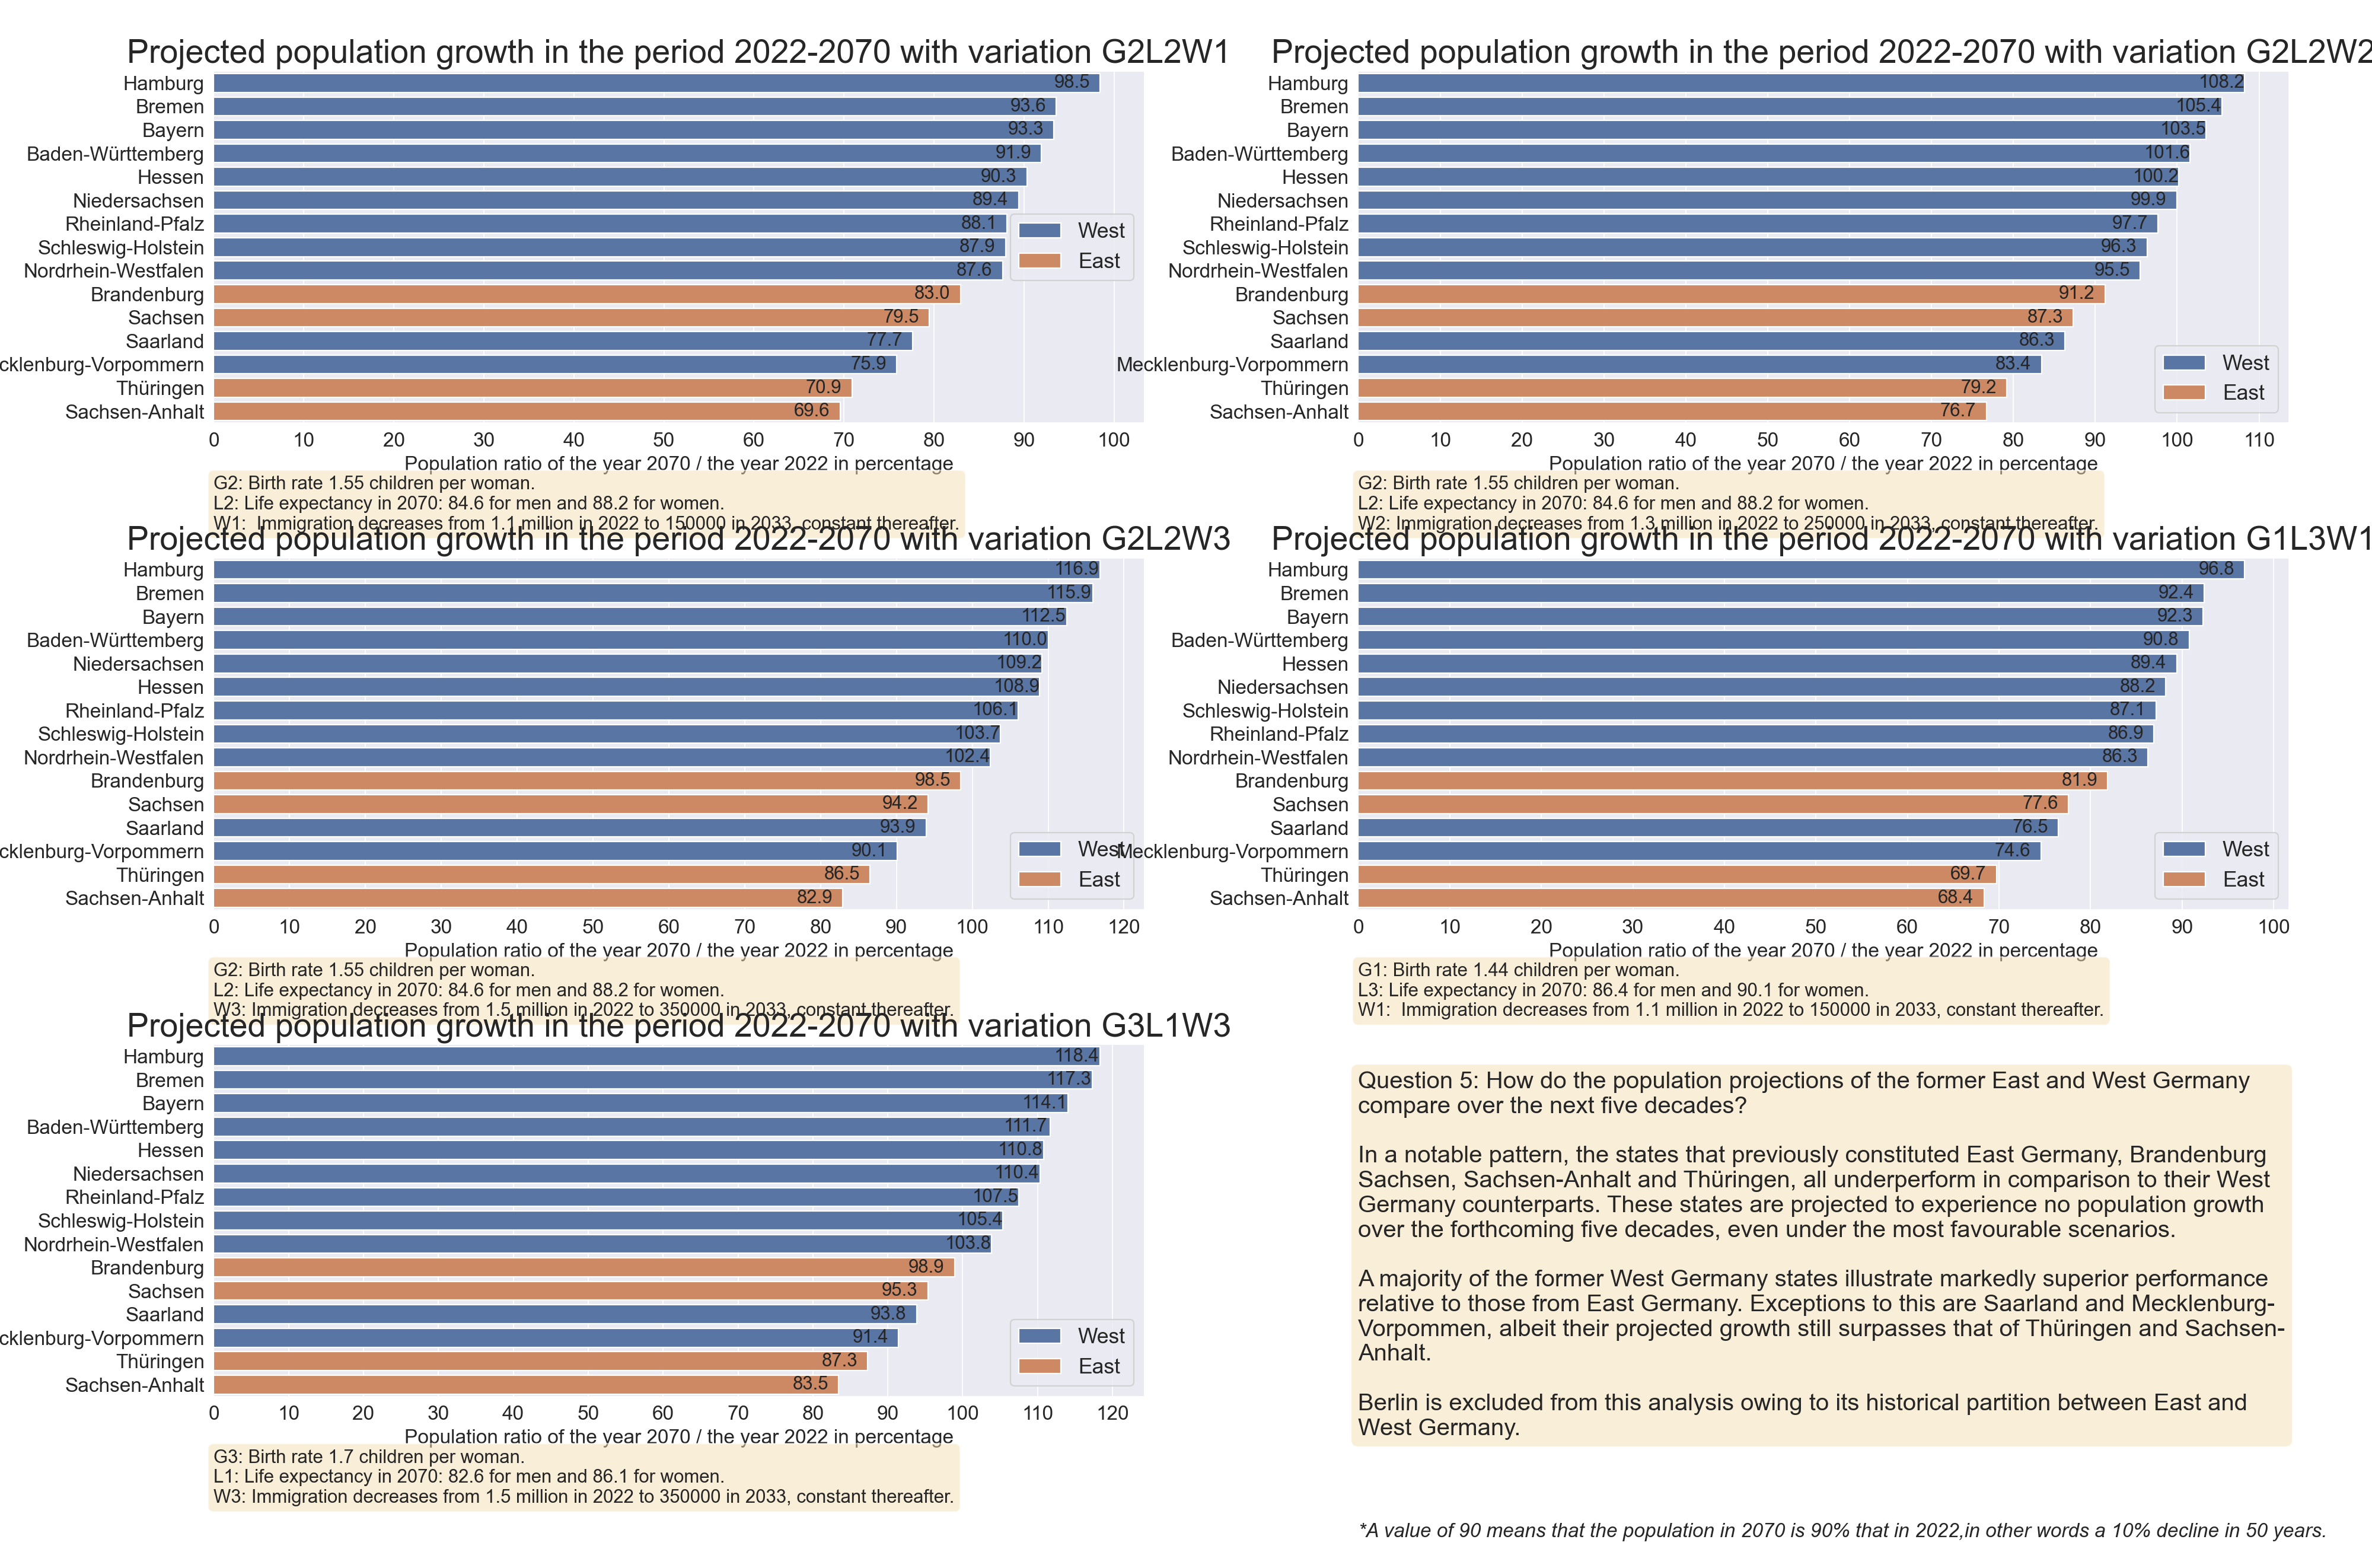 Projected population growth in the period 2022-2070 with variation G2L2W1
Hamburg 98.5
Bremen 93.6
Bayern 93.3
Baden-Württemberg 91.9
Hessen 90.3
Niedersachsen 89.4
Rheinland-Pfalz 88.1
Schleswig-Holstein 87.9
Nordrhein-Westfalen 87.6
Brandenburg 83.0
Sachsen 79.5
Saarland 77.7
cklenburg-Vorpommern 75.9
Thüringen 70.9
Sachsen-Anhalt 69.6
West
East
0 10 20 30 40 50 60 70 80 90 100
Population ratio of the year 2070 / the year 2022 in percentage
G2: Birth rate 1.55 children per woman.
L2: Life expectancy in 2070: 84.6 for men and 88.2 for women.
W1: Immigration decreases from 1.1 million in 2022 to 150000 in 2033, constant thereafter.
Projected population growth in the period 2022-2070 with variation G2L2W2
Hamburg 108.2
Bremen 105.4
Bayern 103.5
Baden-Württemberg 101.6
Hessen 100.2
Niedersachsen 99.9
Rheinland-Pfalz 97.7
Schleswig-Holstein 96.3
Nordrhein-Westfalen 95.5
Brandenburg 91.2
Sachsen 87.3
Saarland 86.3
Mecklenburg-Vorpommern 83.4
Thüringen 79.2
Sachsen-Anhalt 76.7
West
East
0 10 20 30 40 50 60 70 80 90 100 110
Population ratio of the year 2070 / the year 2022 in percentage
G2: Birth rate 1.55 children per woman.
L2: Life expectancy in 2070: 84.6 for men and 88.2 for women.
W2: Immigration decreases from 1.3 million in 2022 to 250000 in 2033, constant thereafter.
Projected population growth in the period 2022-2070 with variation G2L2W3
Hamburg 116.9
Bremen 115.9
Bayern 112.5
Baden-Württemberg 110.0
Niedersachsen 109.2
Hessen 108.9
Rheinland-Pfalz 106.1
Schleswig-Holstein 103.7
Nordrhein-Westfalen 102.4
Brandenburg 98.5
Sachsen 94.2
Saarland 93.9
cklenburg-Vorpommern 90.1
Thüringen 86.5
Sachsen-Anhalt 82.9
West
East
0 10 20 30 40 50 60 70 80 90 100 110 120
Population ratio of the year 2070 / the year 2022 in percentage
G2: Birth rate 1.55 children per woman.
L2: Life expectancy in 2070: 84.6 for men and 88.2 for women.
W3: Immigration decreases from 1.5 million in 2022 to 350000 in 2033, constant thereafter.
Projected population growth in the period 2022-2070 with variation G1L3W1
Hamburg 96.8
Bremen 92.4
Bayern 92.3
Baden-Württemberg 90.8
Hessen 89.4
Niedersachsen 88.2
Schleswig-Holstein 87.1
Rheinland-Pfalz 86.9
Nordrhein-Westfalen 86.3
Brandenburg 81.9
Sachsen 77.6
Saarland 76.5
Mecklenburg-Vorpommern 74.6
Thüringen 69.7
Sachsen-Anhalt 68.4
West
East
0 10 20 30 40 50 60 70 80 90 100
Population ratio of the year 2070 / the year 2022 in percentage
G1: Birth rate 1.44 children per woman.
L3: Life expectancy in 2070: 86.4 for men and 90.1 for women.
W1: Immigration decreases from 1.1 million in 2022 to 150000 in 2033, constant thereafter.
Projected population growth in the period 2022-2070 with variation G3L1W3
Hamburg 118.4
Bremen 117.3
Bayern 114.1
Baden-Württemberg 111.7
Hessen 110.8
Niedersachsen 110.4
Rheinland-Pfalz 107.5
Schleswig-Holstein 105.4
Nordrhein-Westfalen 103.8
Brandenburg 98.9
Sachsen 95.3
Saarland 93.8
cklenburg-Vorpommern 91.4
Thüringen 87.3
Sachsen-Anhalt 83.5
West
East
0 10 20 30 40 50 60 70 80 90 100 110 120
Population ratio of the year 2070 / the year 2022 in percentage
G3: Birth rate 1.7 children per woman.
L1: Life expectancy in 2070: 82.6 for men and 86.1 for women.
W3: Immigration decreases from 1.5 million in 2022 to 350000 in 2033, constant thereafter.
Question 5: How do the population projections of the former East and West Germany
compare over the next five decades?
In a notable pattern, the states that previously constituted East Germany, Brandenburg
Sachsen, Sachsen-Anhalt and Thüringen, all underperform in comparison to their West
Germany counterparts. These states are projected to experience no population growth
over the forthcoming five decades, even under the most favourable scenarios.
A majority of the former West Germany states illustrate markedly superior performance
relative to those from East Germany. Exceptions to this are Saarland and Mecklenburg-
Vorpommen, albeit their projected growth still surpasses that of Thüringen and Sachsen-
Anhalt.
Berlin is excluded from this analysis owing to its historical partition between East and
West Germany.
*A value of 90 means that the population in 2070 is 90% that in 2022,in other words a 10% decline in 50 years.